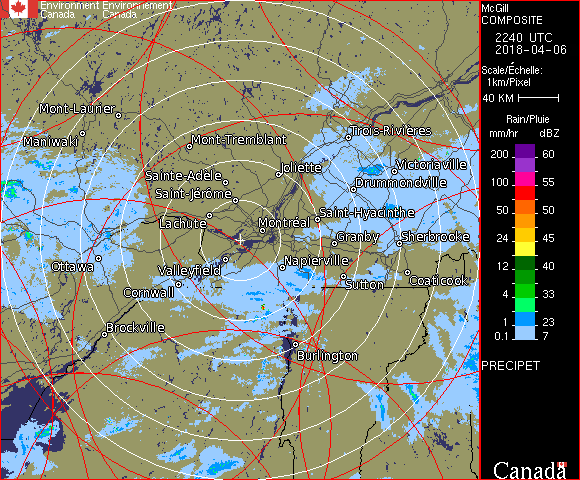 Environment Environnement
Canada Canada
McGill
COMPOSITE
2240 UTC
2018-04-06
Scale/Échelle:
1km/Pixel
40 KM
Rain/Pluie
mm/hr dBZ
200 60
150 57
100 55
50 50
24 45
12 40
4 33
1 23
0.1 7
PRECIPET
Canada
Mont-Laurier
Maniwaki
Mont-Tremblant
Trois-Rivières
Joliette
Victoriaville
Sainte-Adèle
Drummondville
Saint-Jérôme
Saint-Hyacinthe
Lachute
Montréal
Granby
Sherbrooke
Ottawa
Valleyfield
Napierville
Cornwall
Sutton
Coaticook
Brockville
Burlington